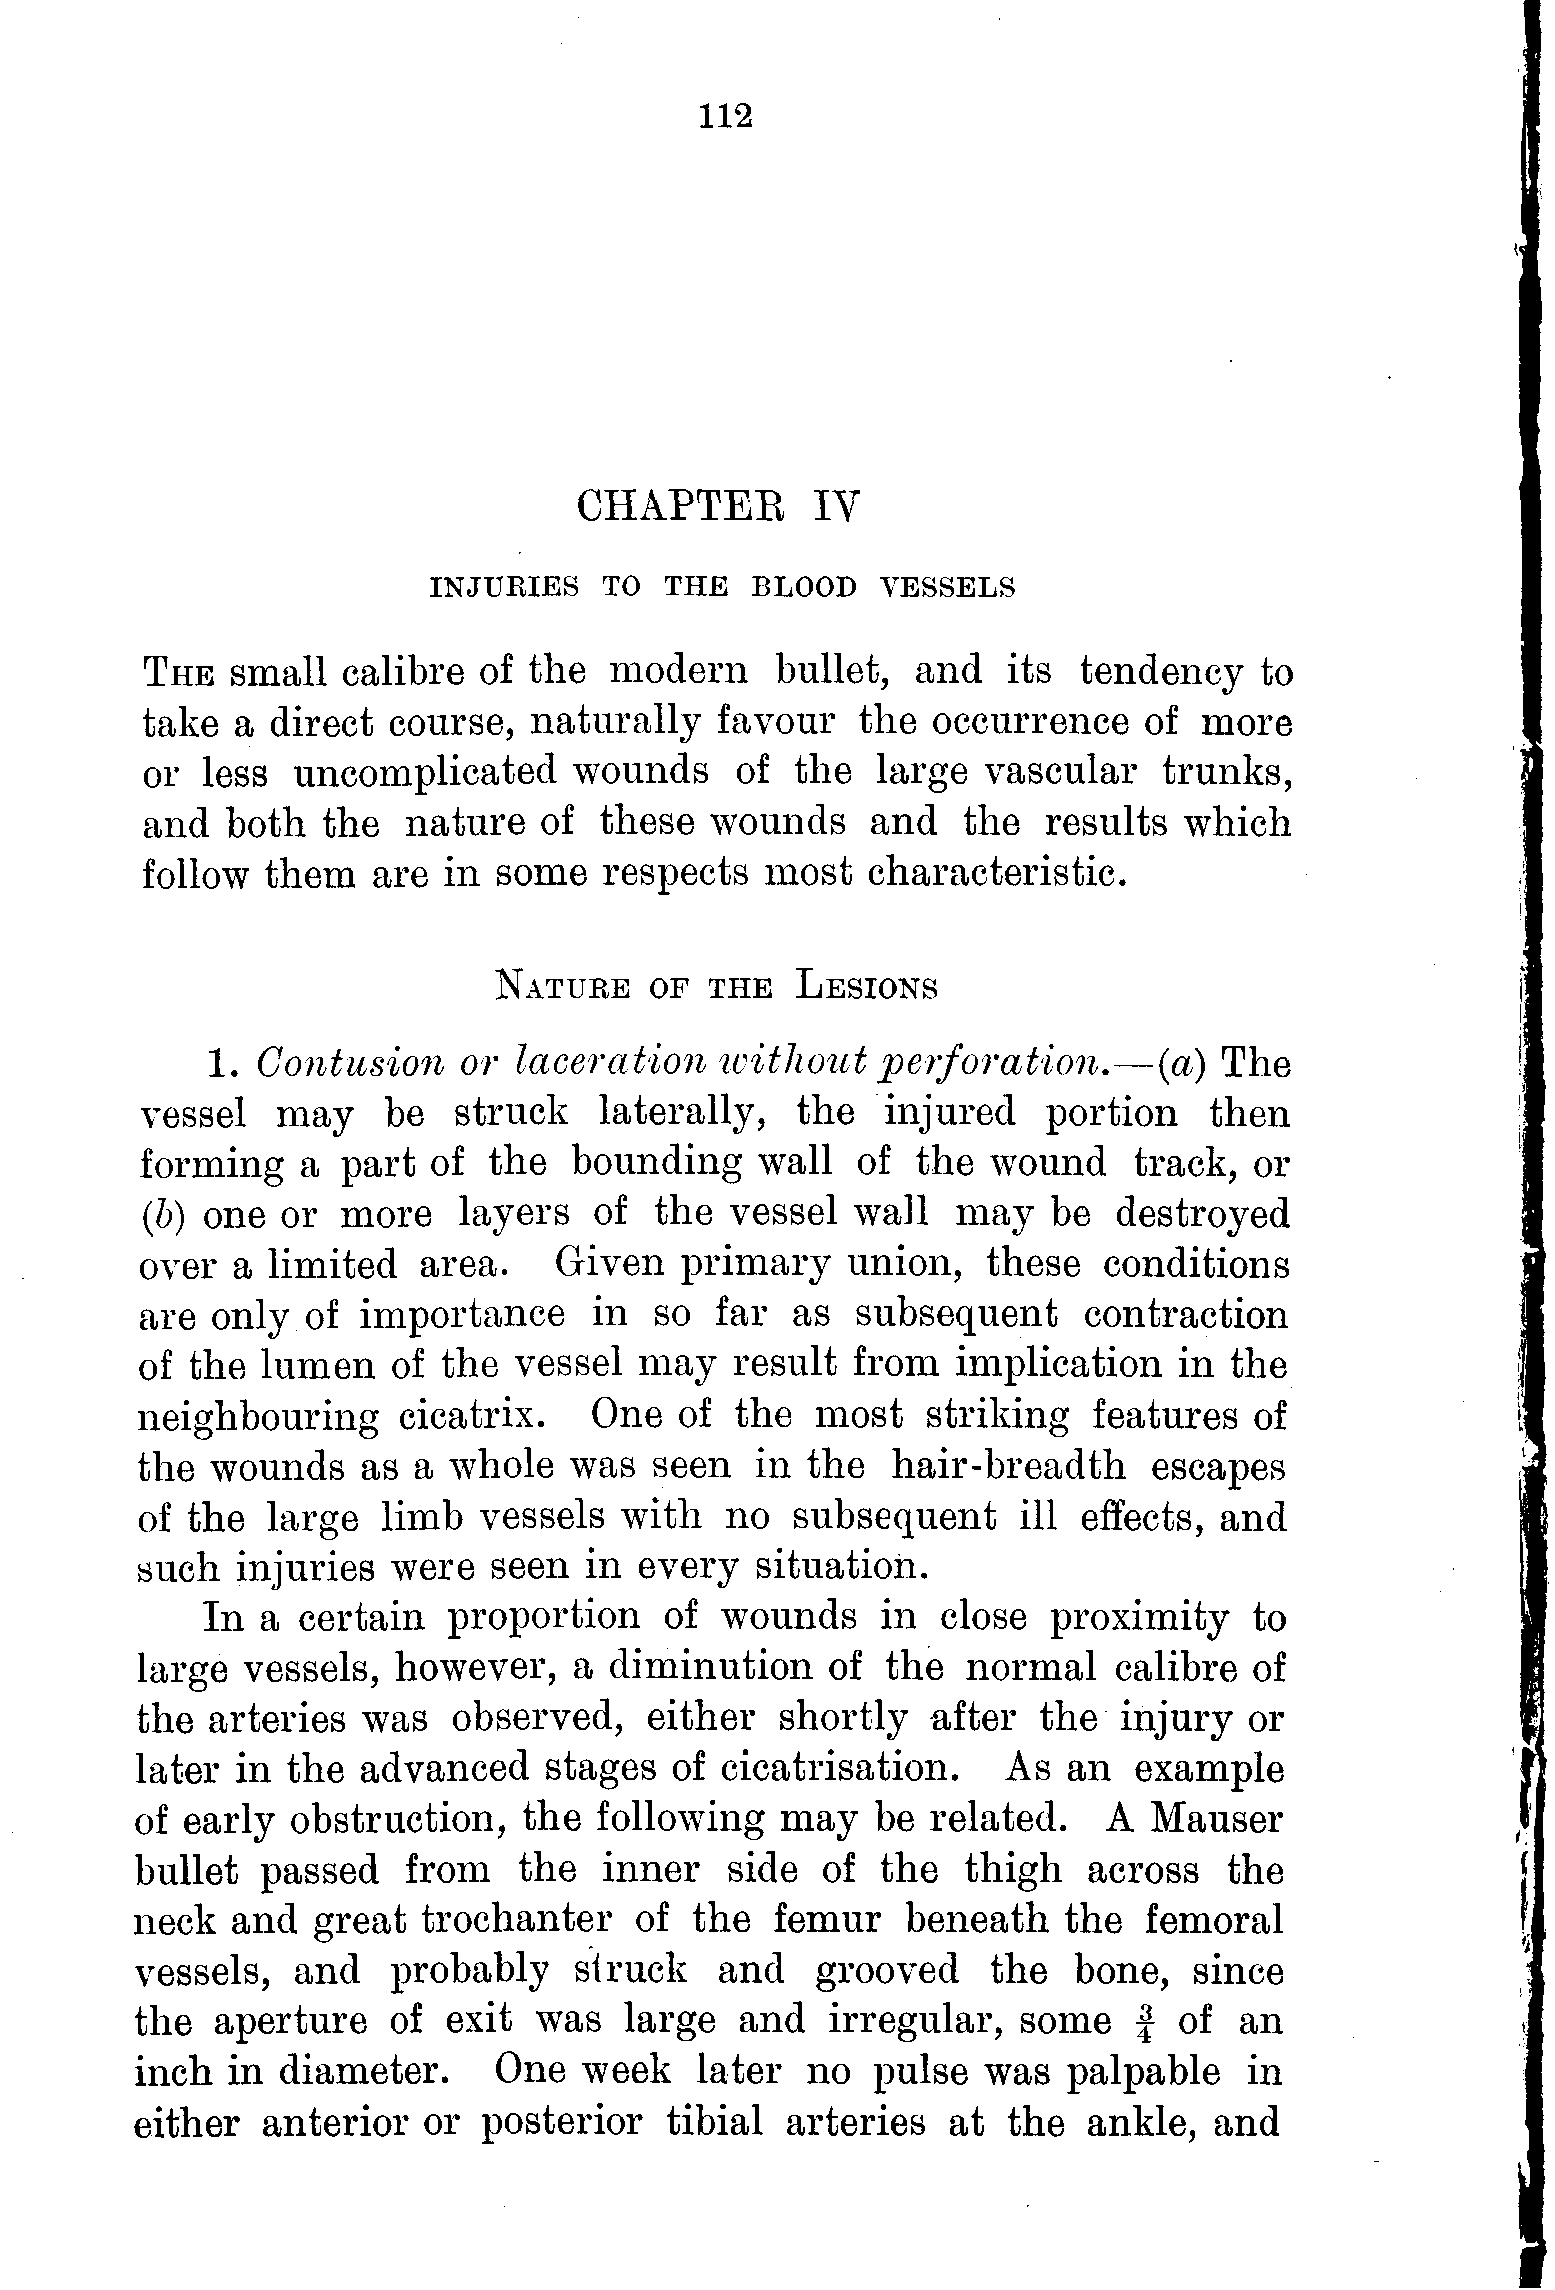 112
CHAPTER IV
INJURIES TO THE BLOOD VESSELS
THE small calibre of the modern bullet, and its tendency to
take a direct course, naturally favour the occurrence of more
or less uncomplicated wounds of the large vascular trunks,
and both the nature of these wounds and the results which
follow them are in some respects most characteristic.
NATURE OF THE LESIONS
1. Contusion or laceration without perforation.—(a) The
vessel may be struck laterally, the injured portion then
forming a part of the bounding wall of the wound track, or
(b) one or more layers of the vessel wall may be destroyed
over a limited area. Given primary union, these conditions
are only of importance in so far as subsequent contraction
of the lumen of the vessel may result from implication in the
neighbouring cicatrix. One of the most striking features of
the wounds as a whole was seen in the hair-breadth escapes
of the large limb vessels with no subsequent ill effects, and
such injuries were seen in every situation.
In a certain proportion of wounds in close proximity to
large vessels, however, a diminution of the normal calibre of
the arteries was observed, either shortly after the injury or
later in the advanced stages of cicatrisation. As an example
of early obstruction, the following may be related. A Mauser
bullet passed from the inner side of the thigh across the
neck and great trochanter of the femur beneath the femoral
vessels, and probably struck and grooved the bone, since
the aperture of exit was large and irregular, some ¾ of an
inch in diameter. One week later no pulse was palpable in
either anterior or posterior tibial arteries at the ankle, and